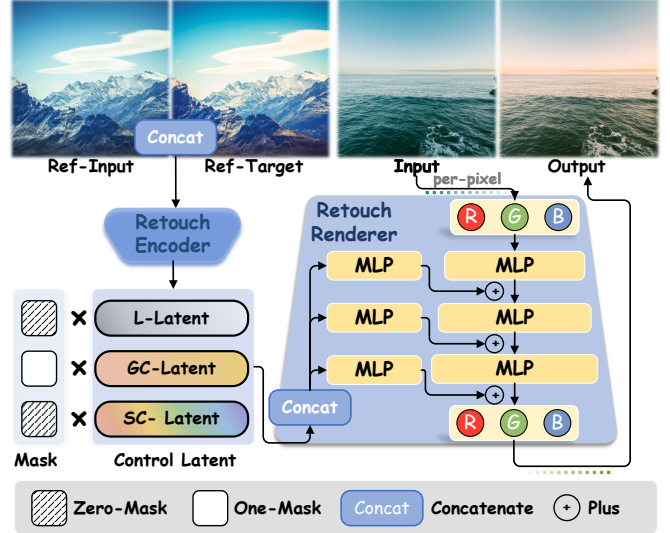 Concat
Ref-Input
Ref-Target
Input
Output
per-pixel
Retouch
Encoder
Retouch
Renderer
R
G
B
MLP
MLP
+
L-Latent
MLP
MLP
+
GC-Latent
MLP
MLP
+
Concat
SC- Latent
R
G
B
Mask
Control Latent
Zero-Mask
One-Mask
Concat
Concatenate
+
Plus